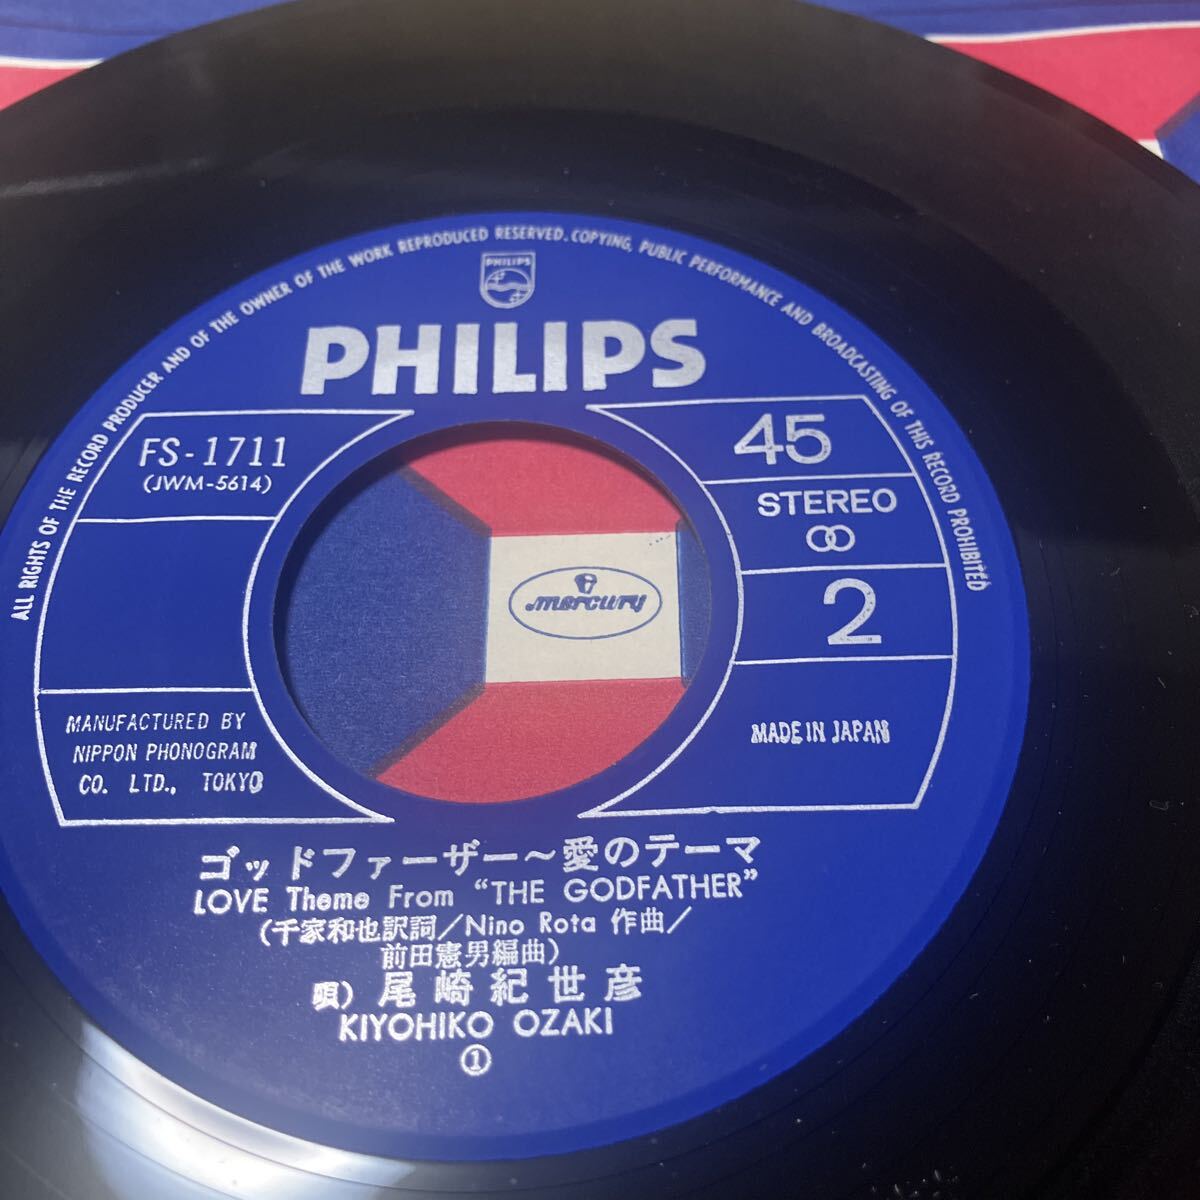 ALL RIGHTS OF THE RECORD PRODUCER AND OF THE OWNER OF THE WORK REPRODUCED RESERVED. COPYING, PUBLIC PERFORMANCE AND BROADCASTING OF THIS RECORD PROHIBITED
PHILIPS
PHILIPS
FS-1711
(JWM-5614)
45
STEREO
2
mercury
MANUFACTURED BY
NIPPON PHONOGRAM
CO. LTD., TOKYO
MADE IN JAPAN
ゴッドファーザー〜愛のテーマ
LOVE Theme From "THE GODFATHER"
(千家和也訳詞/Nino Rota 作曲/
前田憲男編曲)
唄) 尾崎紀世彦
KIYOHIKO OZAKI
①